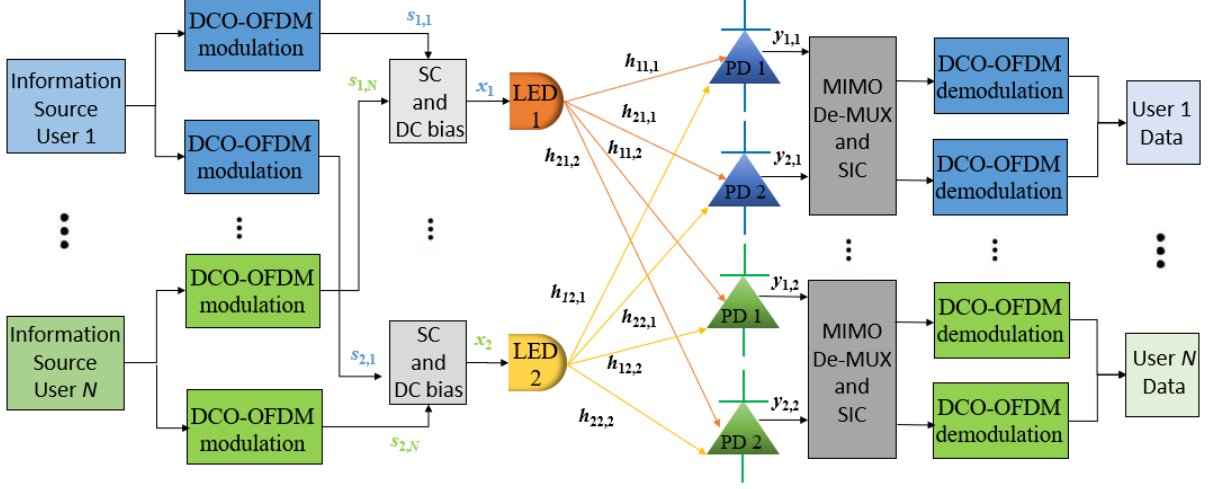 Information
Source
User 1
DCO-OFDM
modulation
DCO-OFDM
modulation
s1,1
s1,N
SC
and
DC bias
x1
LED
1
h11,1
h21,1
h11,2
h21,2
PD 1
PD 2
y1,1
y2,1
MIMO
De-MUX
and
SIC
DCO-OFDM
demodulation
DCO-OFDM
demodulation
User 1
Data
Information
Source
User N
DCO-OFDM
modulation
DCO-OFDM
modulation
s2,1
s2,N
SC
and
DC bias
x2
LED
2
h12,1
h22,1
h12,2
h22,2
PD 1
PD 2
y1,2
y2,2
MIMO
De-MUX
and
SIC
DCO-OFDM
demodulation
DCO-OFDM
demodulation
User N
Data